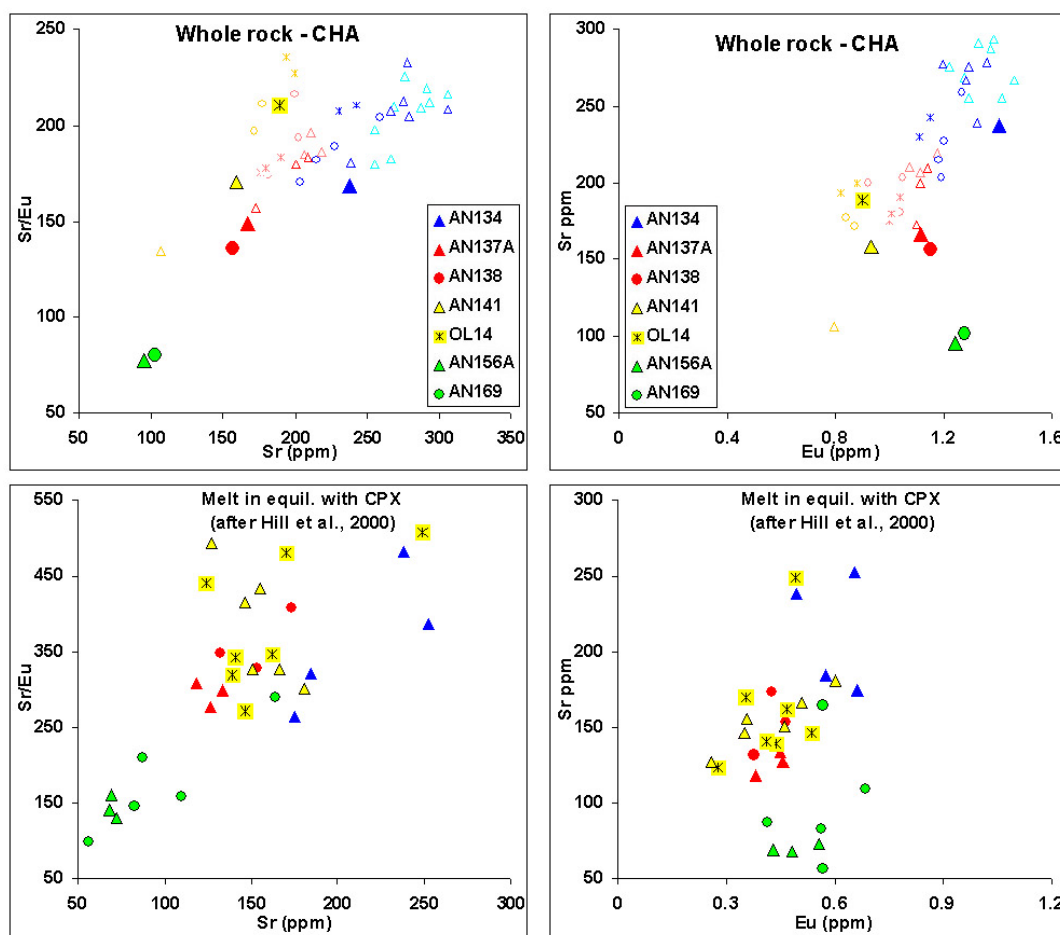 Whole rock - CHA
Sr/Eu
250
200
150
100
50
50 100 150 200 250 300 350
Sr (ppm)
AN134
AN137A
AN138
AN141
OL14
AN156A
AN169
Whole rock - CHA
Sr ppm
300
250
200
150
100
50
0 0.4 0.8 1.2 1.6
Eu (ppm)
AN134
AN137A
AN138
AN141
OL14
AN156A
AN169
Melt in equil. with CPX
(after Hill et al., 2000)
Sr/Eu
550
450
350
250
150
50
50 100 150 200 250 300
Sr (ppm)
Melt in equil. with CPX
(after Hill et al., 2000)
Sr ppm
300
250
200
150
100
50
0 0.3 0.6 0.9 1.2
Eu (ppm)